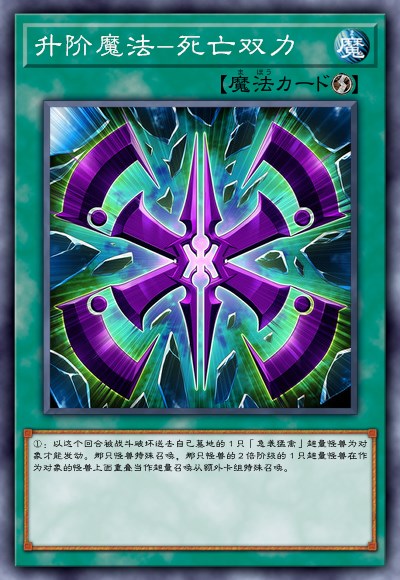 升阶魔法-死亡双力
魔
【魔法カード】
まほう
①：以这个回合被战斗破坏送去自己墓地的1只「急袭猛禽」超量怪兽为对
象才能发动。那只怪兽特殊召唤，那只怪兽的2倍阶级的1只超量怪兽在作
为对象的怪兽上面重叠当作超量召唤从额外卡组特殊召唤。